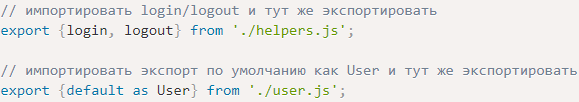 // импортировать login/logout и тут же экспортировать
export {login, logout} from './helpers.js';
// импортировать экспорт по умолчанию как User и тут же экспортировать
export {default as User} from './user.js';